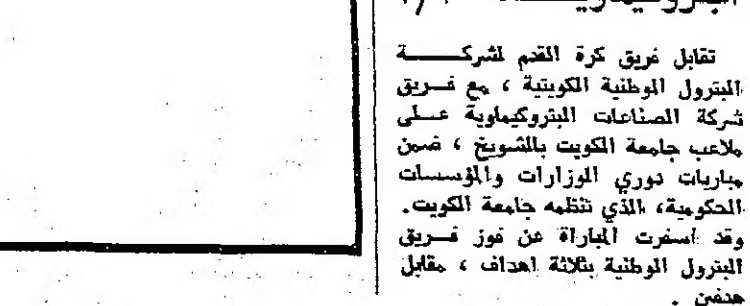 تقابل فريق كرة القدم لشركة
البترول الوطنية الكويتية ، مع فريق
شركة الصناعات البتروكيماوية على
ملاعب جامعة الكويت بالشويخ ، ضمن
مباريات دوري الوزارات والمؤسسات
الحكومية، الذي تنظمه جامعة الكويت.
وقد اسفرت المباراة عن فوز فريق
البترول الوطنية بثلاثة اهداف ، مقابل
هدفين .